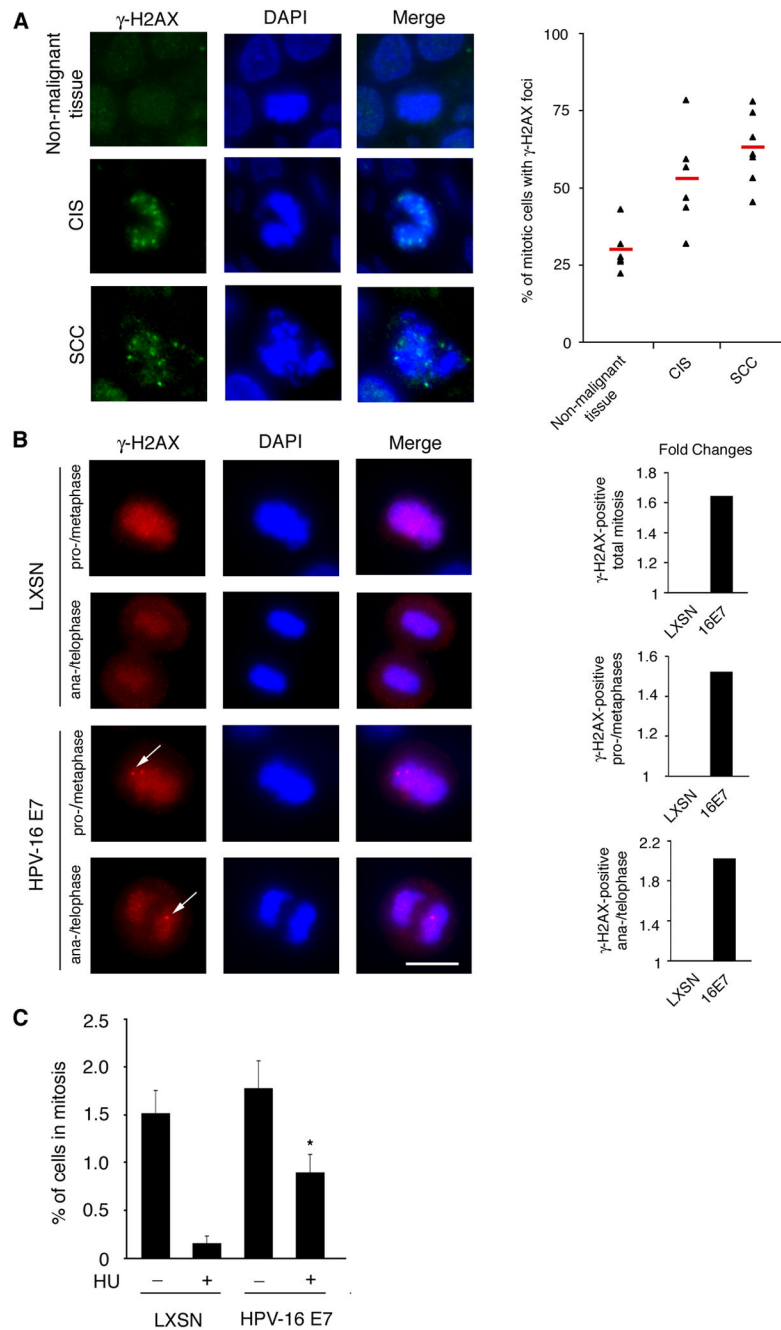 A
γ-H2AX
DAPI
Merge
Non-malignant
tissue
CIS
SCC
% of mitotic cells with γ-H2AX foci
100
75
50
25
0
Non-malignant
tissue
CIS
SCC
B
γ-H2AX
DAPI
Merge
LXSN
pro-/metaphase
ana-/telophase
HPV-16 E7
pro-/metaphase
ana-/telophase
Fold Changes
γ-H2AX-positive
total mitosis
1.8
1.6
1.4
1.2
1
LXSN
16E7
γ-H2AX-positive
pro-/metaphases
1.6
1.4
1.2
1
LXSN
16E7
γ-H2AX-positive
ana-/telophase
2.2
1.8
1.4
1
LXSN
16E7
C
% of cells in mitosis
2.5
2.0
1.5
1.0
0.5
0
*
HU – + – +
LXSN HPV-16 E7